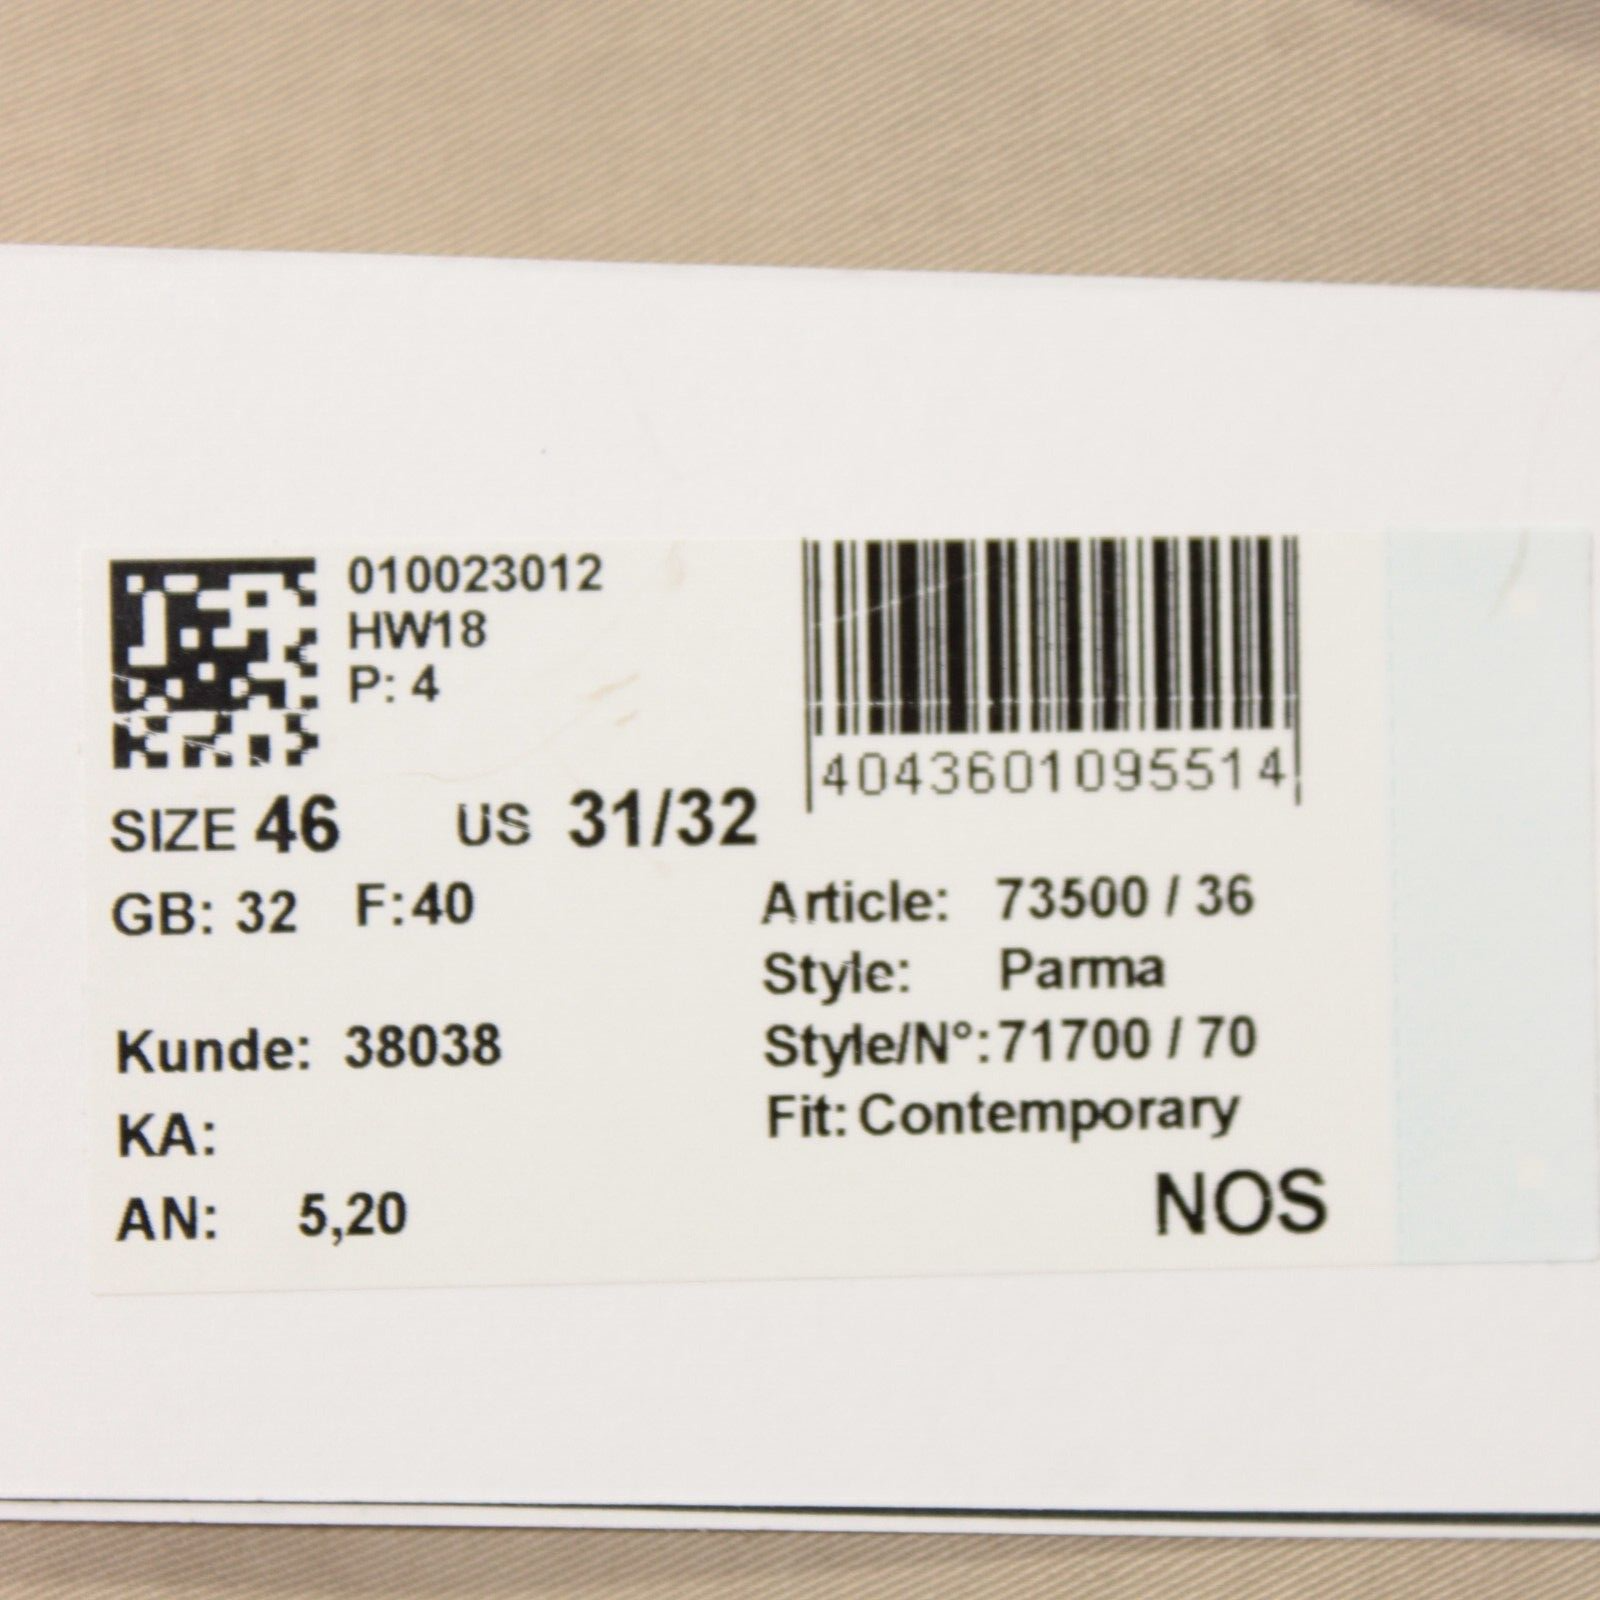 010023012
HW18
P: 4
4043601095514
SIZE 46 US 31/32
GB: 32 F:40
Article: 73500 / 36
Style: Parma
Kunde: 38038
Style/N°:71700 / 70
KA:
Fit: Contemporary
AN: 5,20
NOS